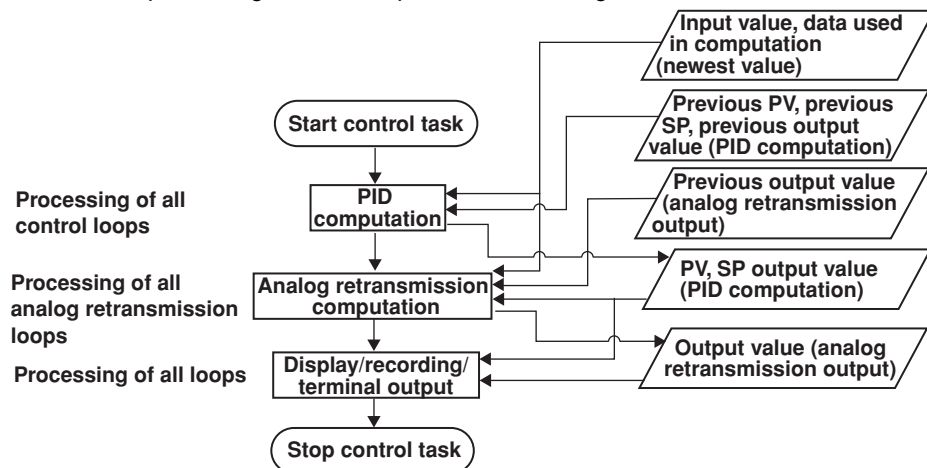 Input value, data used
in computation
(newest value)
Start control task
Previous PV, previous
SP, previous output
value (PID computation)
Processing of all
control loops
PID
computation
Previous output value
(analog retransmission
output)
Processing of all
analog retransmission
loops
Analog retransmission
computation
PV, SP output value
(PID computation)
Processing of all loops
Display/recording/
terminal output
Output value (analog
retransmission output)
Stop control task